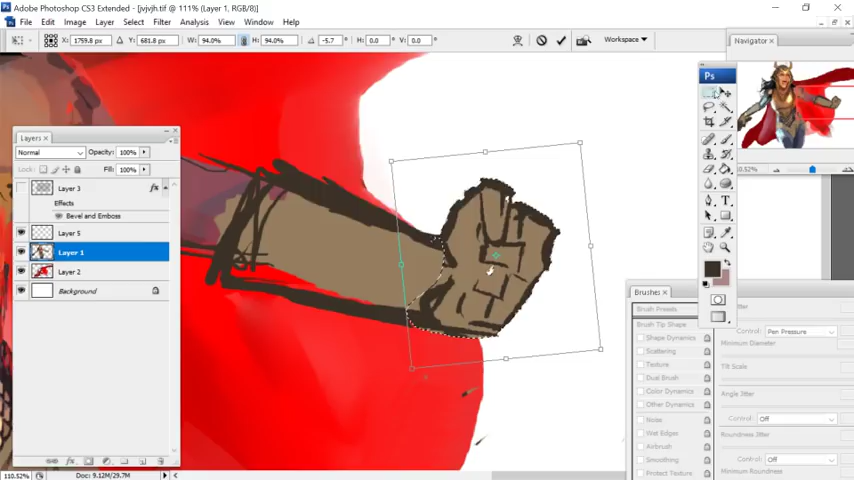 Adobe Photoshop CS3 Extended - [jvjvjh.tif @ 111% (Layer 1, RGB/8)]
File Edit Image Layer Select Filter Analysis View Window Help
X: 1759.8 px Y: 681.8 px W: 94.0% H: 94.0% -5.7 ° H: 0.0 ° V: 0.0 ° Workspace
Navigator ×
Ps
Layers ×
Normal Opacity: 100%
Lock: Fill: 100%
Layer 3 fx
Effects
Bevel and Emboss
Layer 5
Layer 1
Layer 2
Background
Brushes ×
Brush Presets
Brush Tip Shape
Shape Dynamics
Scattering
Texture
Dual Brush
Color Dynamics
Other Dynamics
Noise
Wet Edges
Airbrush
Smoothing
Protect Texture
Control: Pen Pressure
Minimum Diameter
Tilt Scale
Angle Jitter
Control: Off
Roundness Jitter
Control: Off
Minimum Roundness
110.52% Doc: 9.12M/29.7M